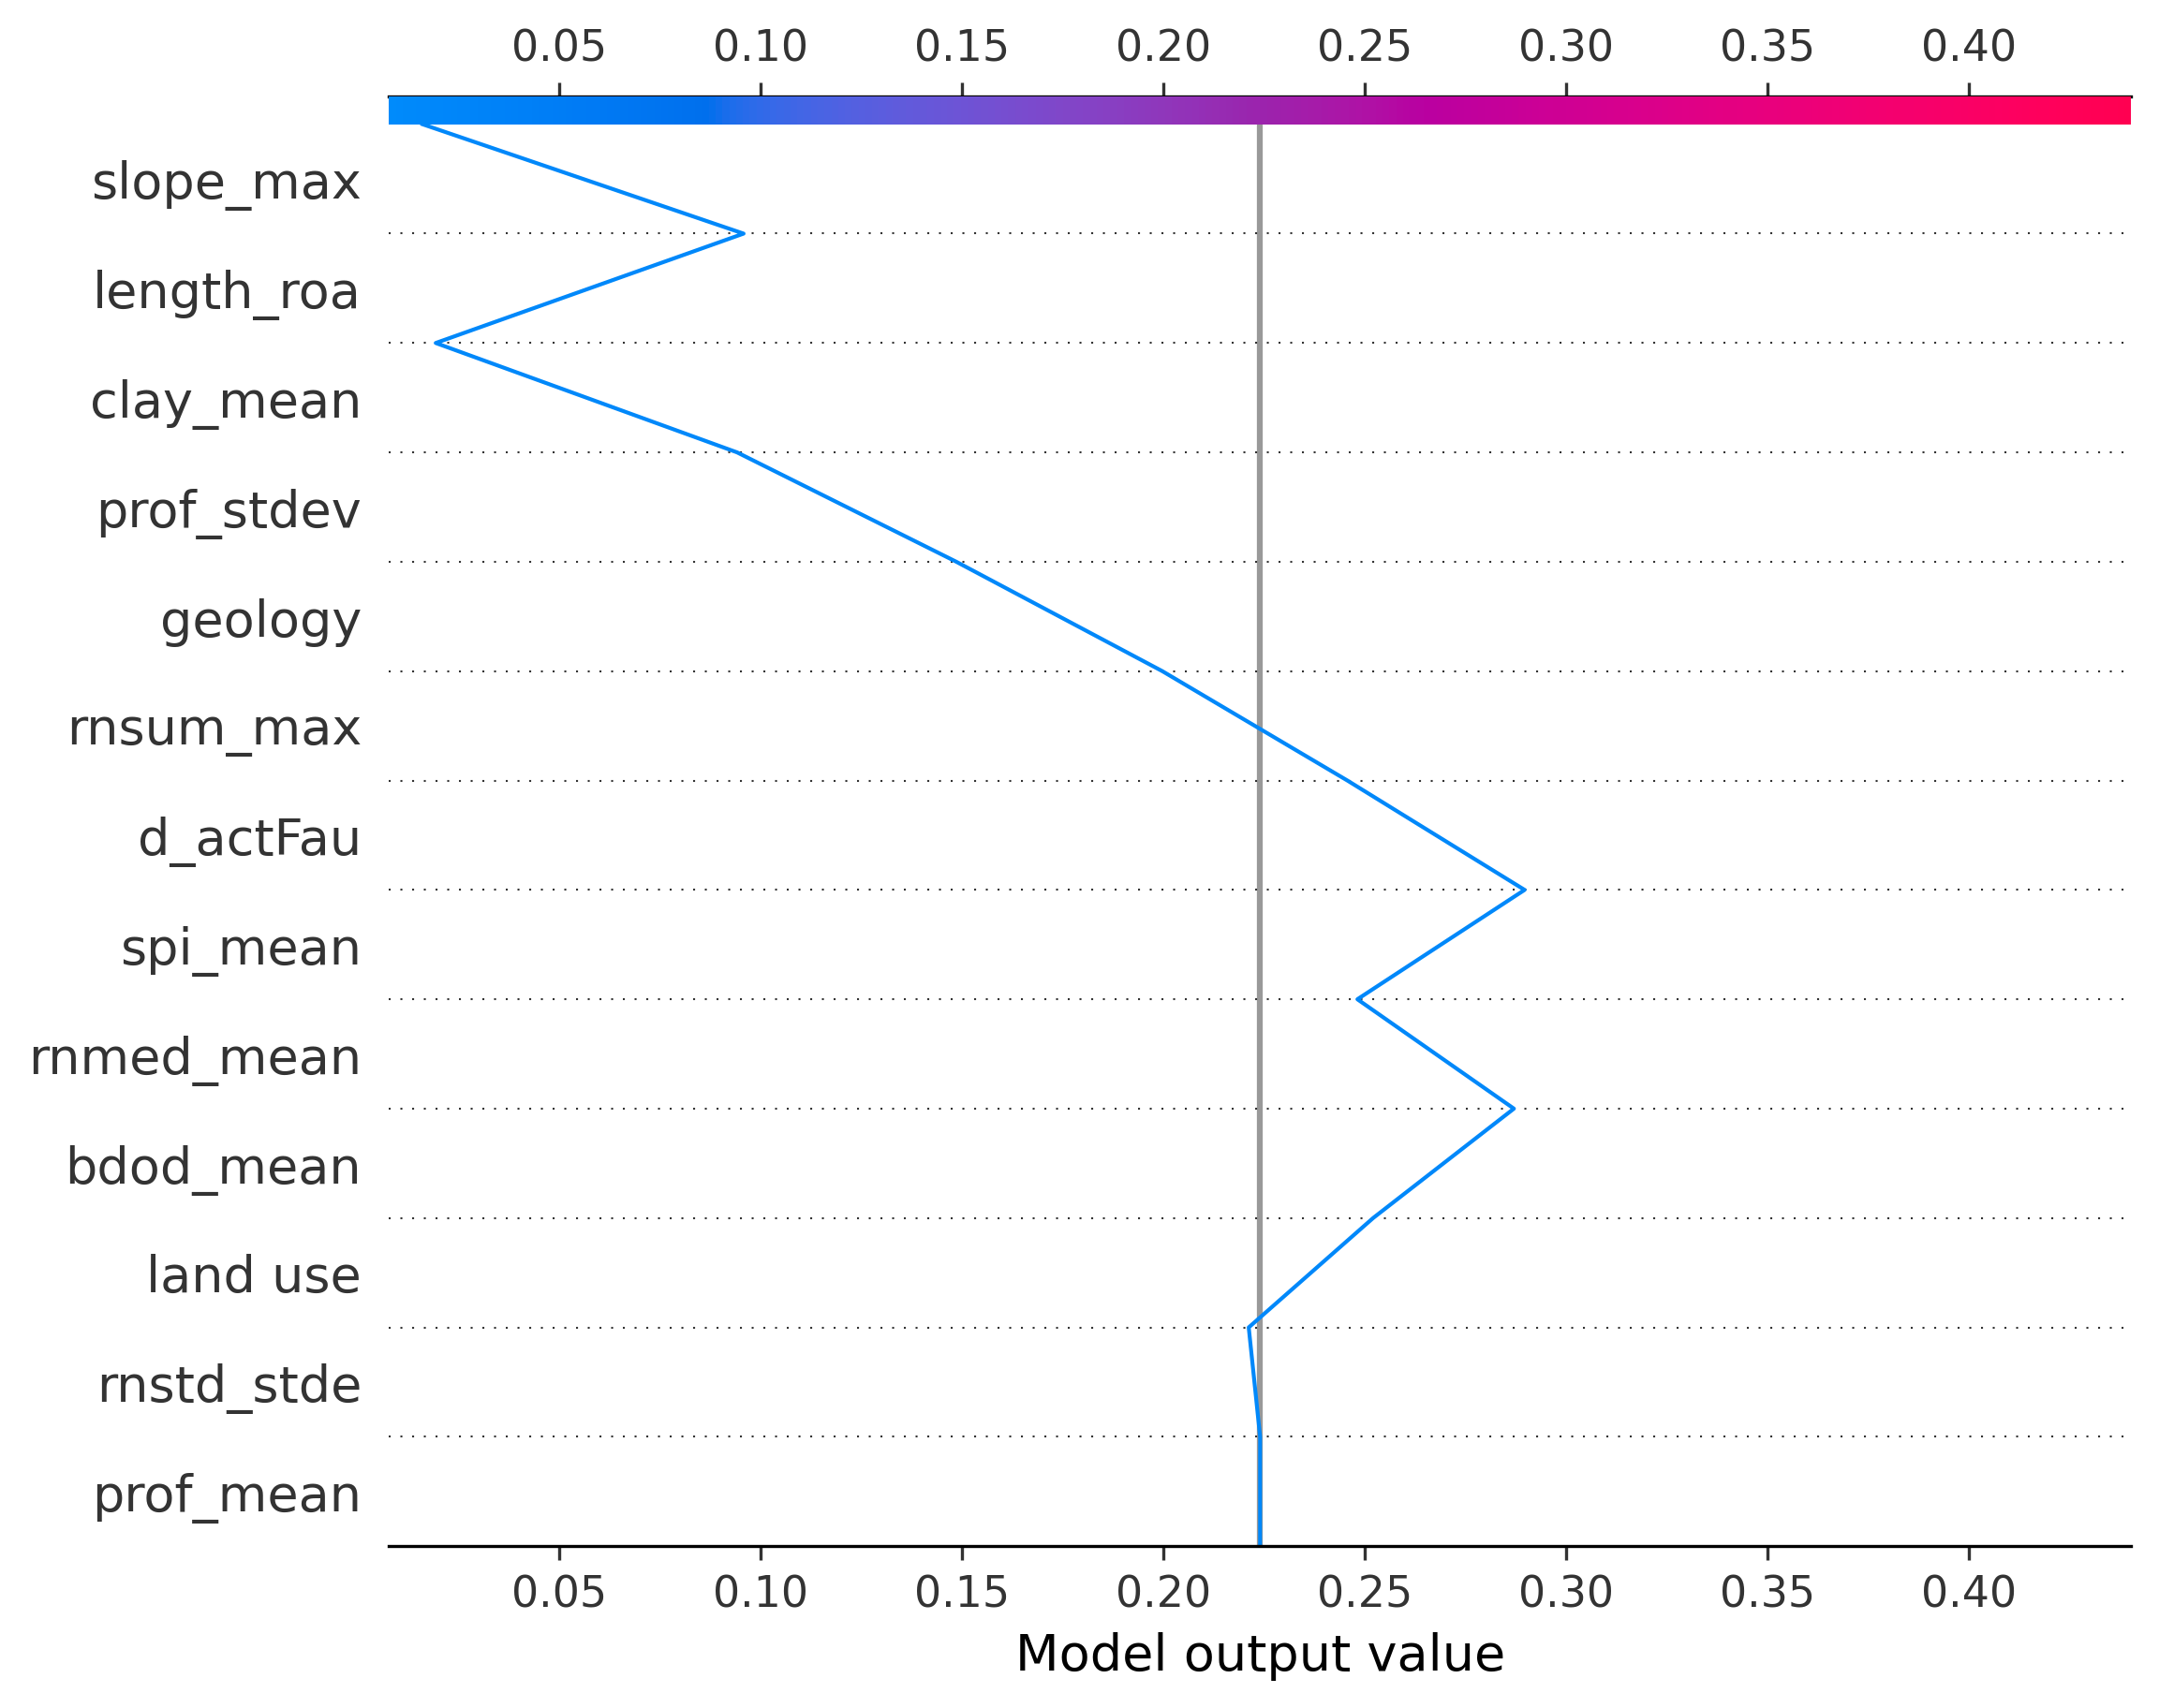 0.05 0.10 0.15 0.20 0.25 0.30 0.35 0.40
slope_max
length_roa
clay_mean
prof_stdev
geology
rnsum_max
d_actFau
spi_mean
rnmed_mean
bdod_mean
land use
rnstd_stde
prof_mean
0.05 0.10 0.15 0.20 0.25 0.30 0.35 0.40
Model output value